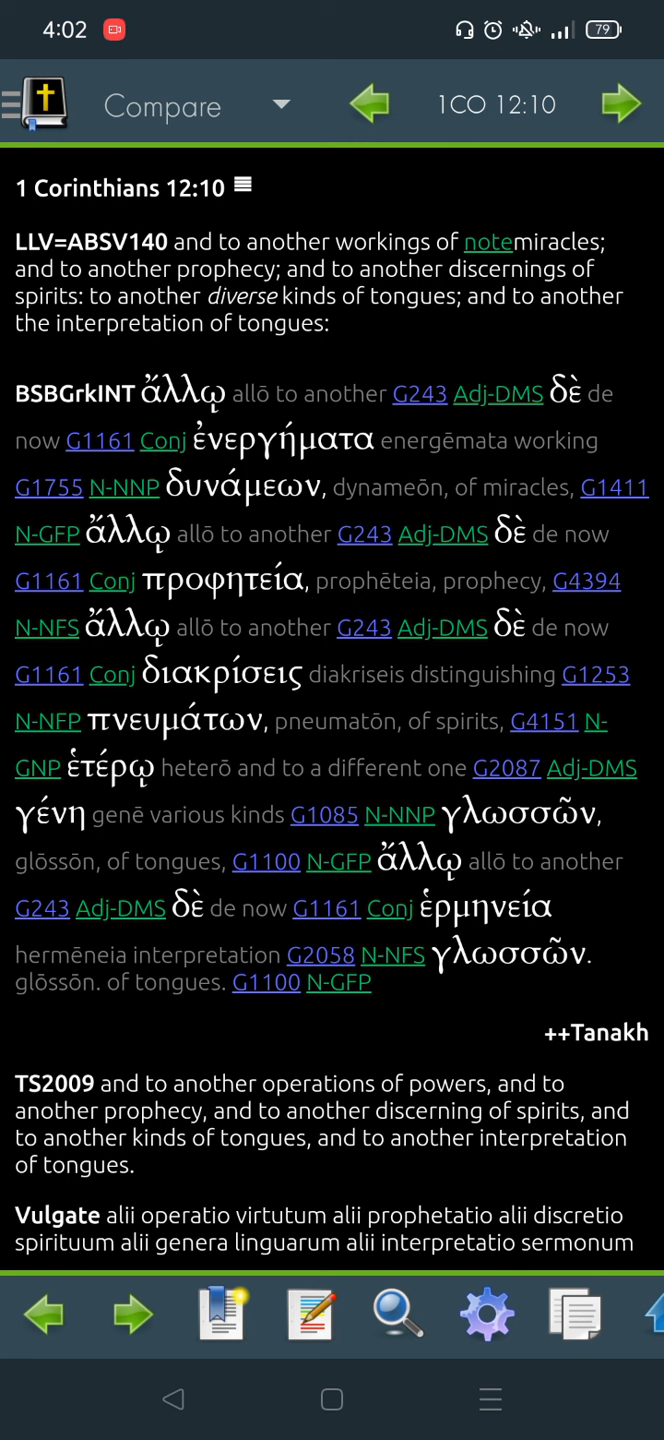 4:02
79
Compare
1CO 12:10
1 Corinthians 12:10
LLV=ABSV140 and to another workings of notemiracles;
and to another prophecy; and to another discernings of
spirits: to another diverse kinds of tongues; and to another
the interpretation of tongues:
BSBGrkINT ἄλλῳ allō to another G243 Adj-DMS δὲ de
now G1161 Conj ἐνεργήματα energēmata working
G1755 N-NNP δυνάμεων, dynameōn, of miracles, G1411
N-GFP ἄλλῳ allō to another G243 Adj-DMS δὲ de now
G1161 Conj προφητεία, prophēteia, prophecy, G4394
N-NFS ἄλλῳ allō to another G243 Adj-DMS δὲ de now
G1161 Conj διακρίσεις diakriseis distinguishing G1253
N-NFP πνευμάτων, pneumatōn, of spirits, G4151 N-
GNP ἑτέρῳ heterō and to a different one G2087 Adj-DMS
γένη genē various kinds G1085 N-NNP γλωσσῶν,
glōssōn, of tongues, G1100 N-GFP ἄλλῳ allō to another
G243 Adj-DMS δὲ de now G1161 Conj ἑρμηνεία
hermēneia interpretation G2058 N-NFS γλωσσῶν.
glōssōn. of tongues. G1100 N-GFP
++Tanakh
TS2009 and to another operations of powers, and to
another prophecy, and to another discerning of spirits, and
to another kinds of tongues, and to another interpretation
of tongues.
Vulgate alii operatio virtutum alii prophetatio alii discretio
spirituum alii genera linguarum alii interpretatio sermonum